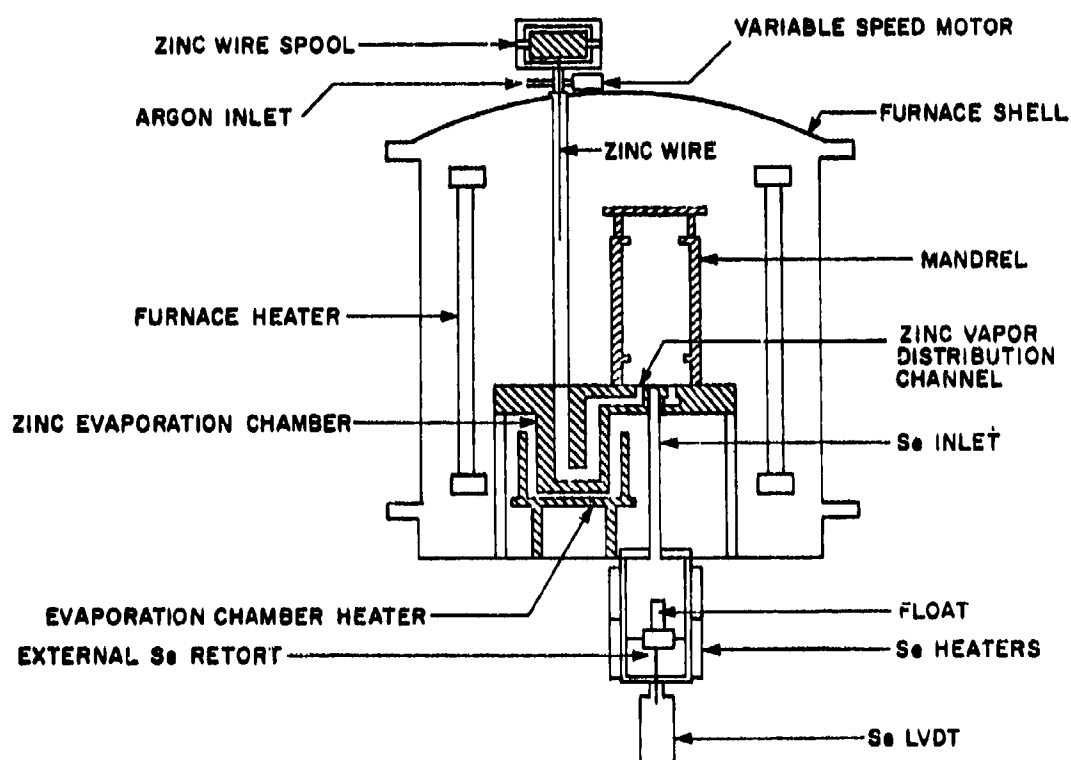 ZINC WIRE SPOOL
VARIABLE SPEED MOTOR
ARGON INLET
FURNACE SHELL
ZINC WIRE
MANDREL
FURNACE HEATER
ZINC VAPOR
DISTRIBUTION
CHANNEL
ZINC EVAPORATION CHAMBER
Se INLET
EVAPORATION CHAMBER HEATER
FLOAT
EXTERNAL Se RETORT
Se HEATERS
Se LVDT